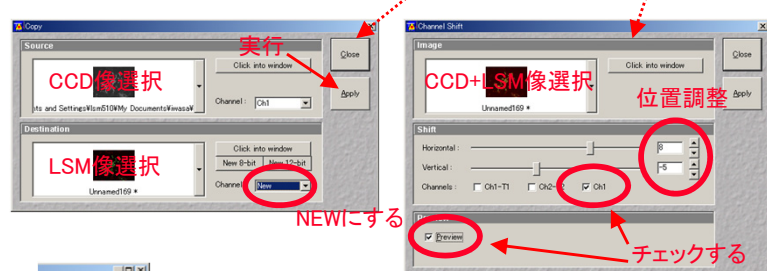 iCopy
Source
実行
Close
Click into window
CCD像選択
Channel : Ch1
Apply
ts and Settings¥lsm510¥My Documents¥iwasa¥
Destination
Click into window
New 8-bit New 12-bit
LSM像選択
Channel New
Unnamed169 *
NEWにする
Channel Shift
Image
Close
Click into window
CCD+LSM像選択
位置調整
Apply
Unnamed169 *
Shift
Horizontal : 8
Vertical : -5
Channels : Ch1-T1 Ch2- Ch1
Preview
チェックする